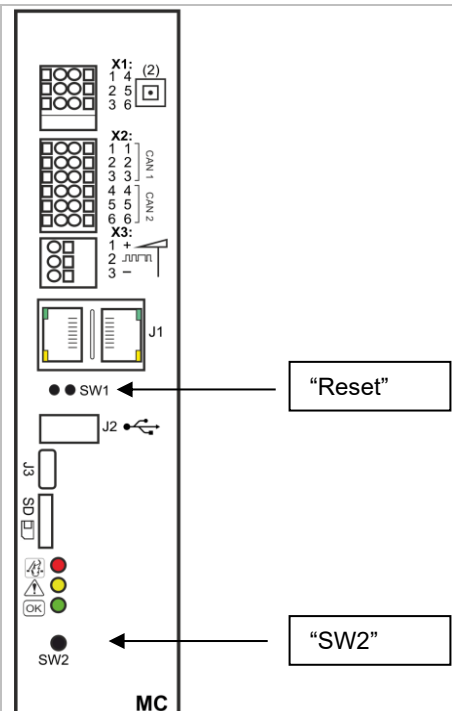 X1:
1 4 (2)
2 5
3 6
X2:
1 1
2 2
3 3
CAN 1
4 4
5 5
6 6
CAN 2
X3:
1 +
2
3 −
J1
SW1
“Reset”
J2
J3
SD
OK
SW2
“SW2”
MC